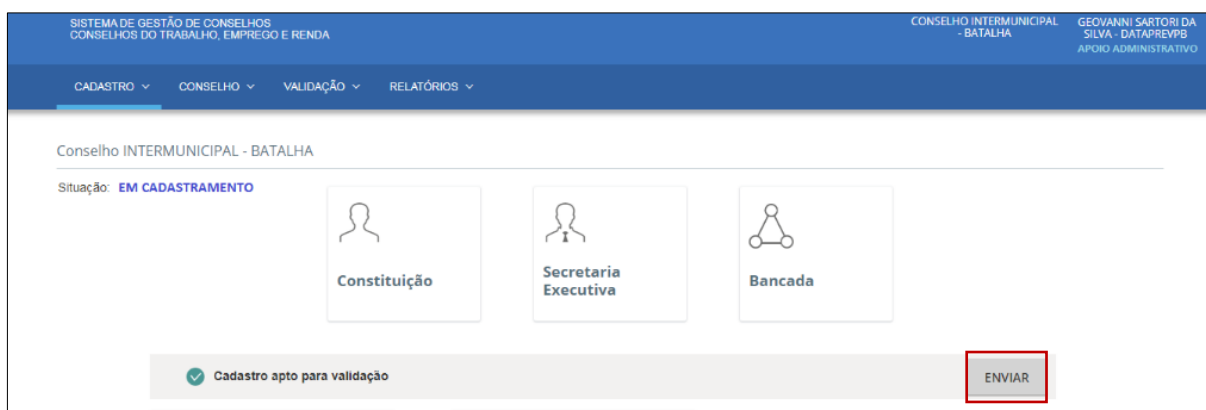 SISTEMA DE GESTÃO DE CONSELHOS
CONSELHOS DO TRABALHO, EMPREGO E RENDA
CONSELHO INTERMUNICIPAL
- BATALHA
GEOVANNI SARTORI DA
SILVA - DATAPREVPB
APOIO ADMINISTRATIVO
CADASTRO CONSELHO VALIDAÇÃO RELATÓRIOS
Conselho INTERMUNICIPAL - BATALHA
Situação: EM CADASTRAMENTO
Constituição
Secretaria
Executiva
Bancada
Cadastro apto para validação
ENVIAR